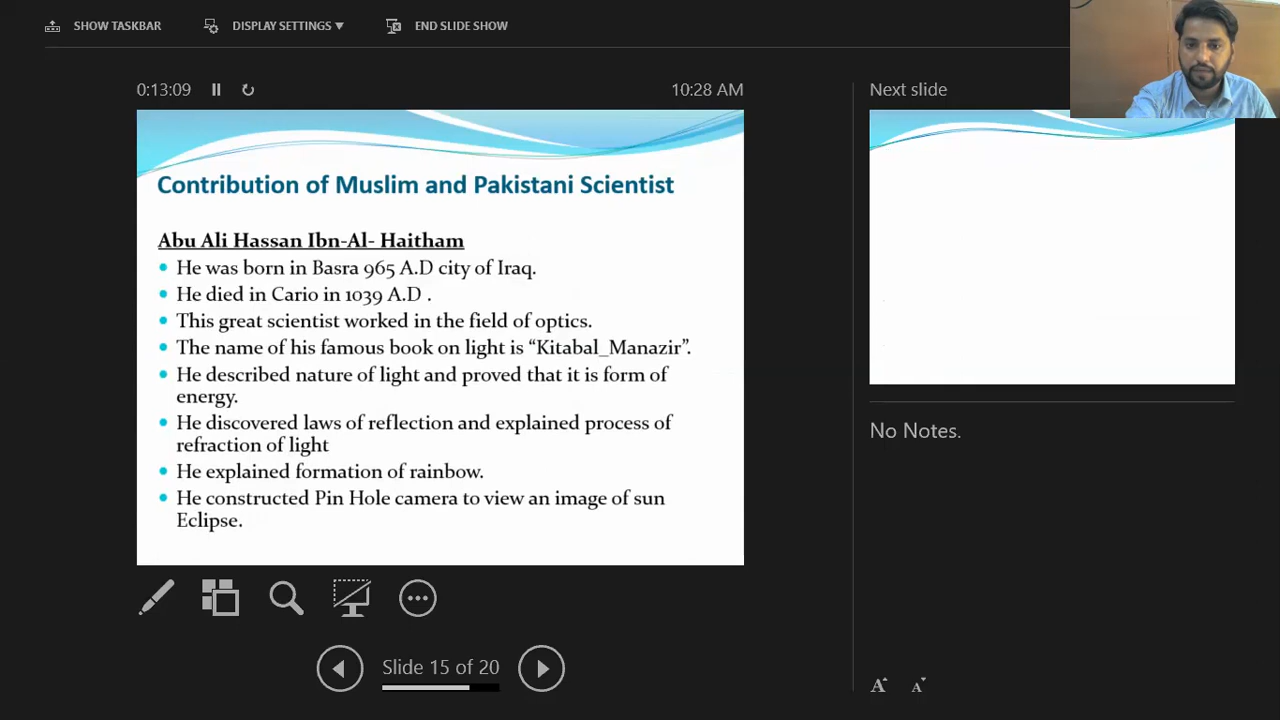 SHOW TASKBAR
DISPLAY SETTINGS
END SLIDE SHOW
0:13:09
10:28 AM
Next slide
Contribution of Muslim and Pakistani Scientist
Abu Ali Hassan Ibn-Al- Haitham
• He was born in Basra 965 A.D city of Iraq.
• He died in Cario in 1039 A.D .
• This great scientist worked in the field of optics.
• The name of his famous book on light is “Kitabal_Manazir”.
• He described nature of light and proved that it is form of
energy.
• He discovered laws of reflection and explained process of
refraction of light
• He explained formation of rainbow.
• He constructed Pin Hole camera to view an image of sun
Eclipse.
No Notes.
Slide 15 of 20
A A